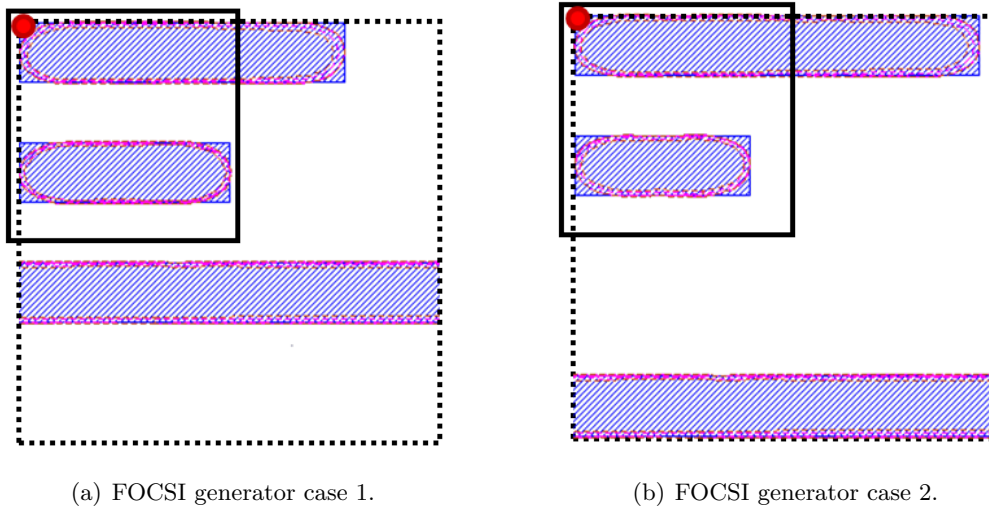 (a) FOCSI generator case 1.
(b) FOCSI generator case 2.